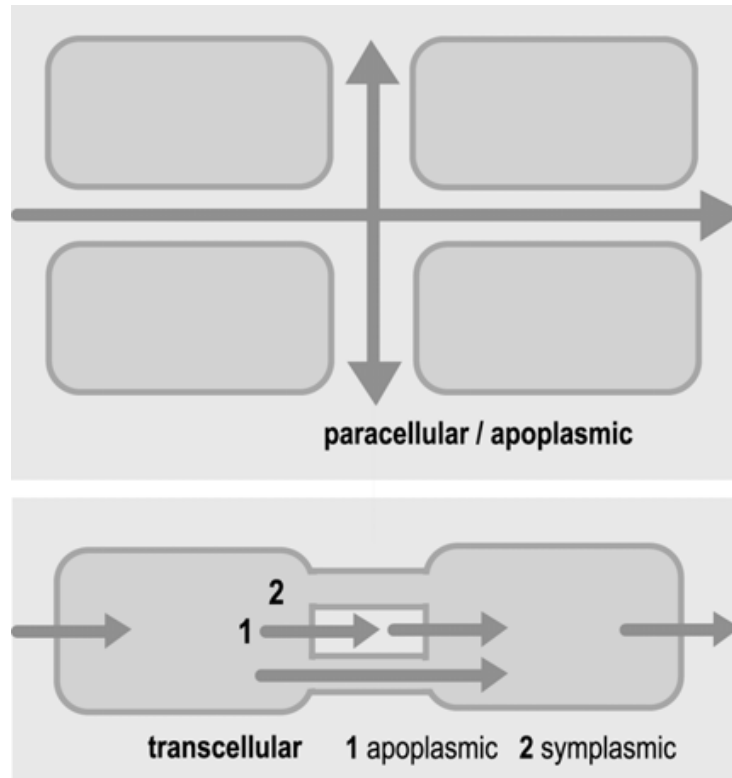 paracellular / apoplasmic
2
1
transcellular 1 apoplasmic 2 symplasmic